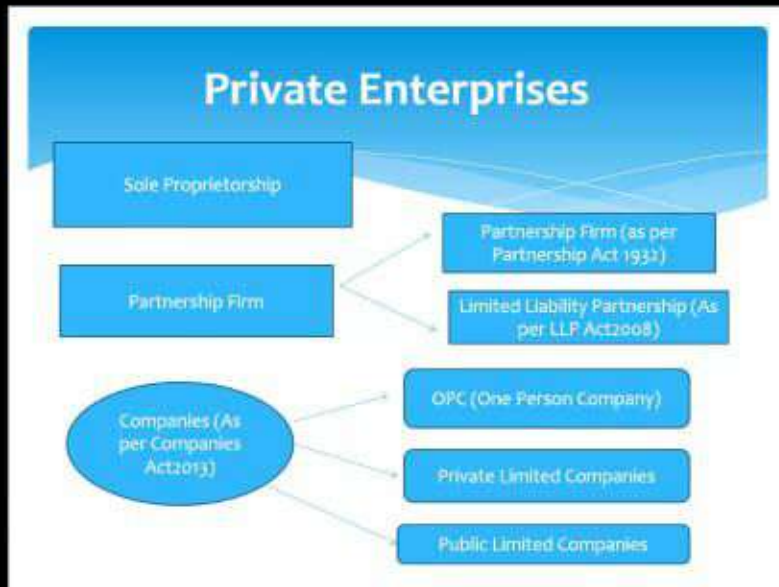 Private Enterprises
Sole Proprietorship
Partnership Firm
Partnership Firm (as per
Partnership Act 1932)
Limited Liability Partnership (As
per LLP Act2008)
Companies (As
per Companies
Act2013)
OPC (One Person Company)
Private Limited Companies
Public Limited Companies